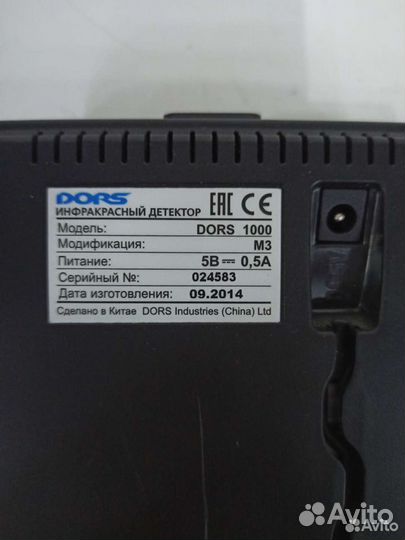 DORS
ИНФРАКРАСНЫЙ ДЕТЕКТОР
EAC CE
Модель: DORS 1000
Модификация: M3
Питание: 5В 0,5А
Серийный №: 024583
Дата изготовления: 09.2014
Сделано в Китае DORS Industries (China) Ltd
Avito
Avito